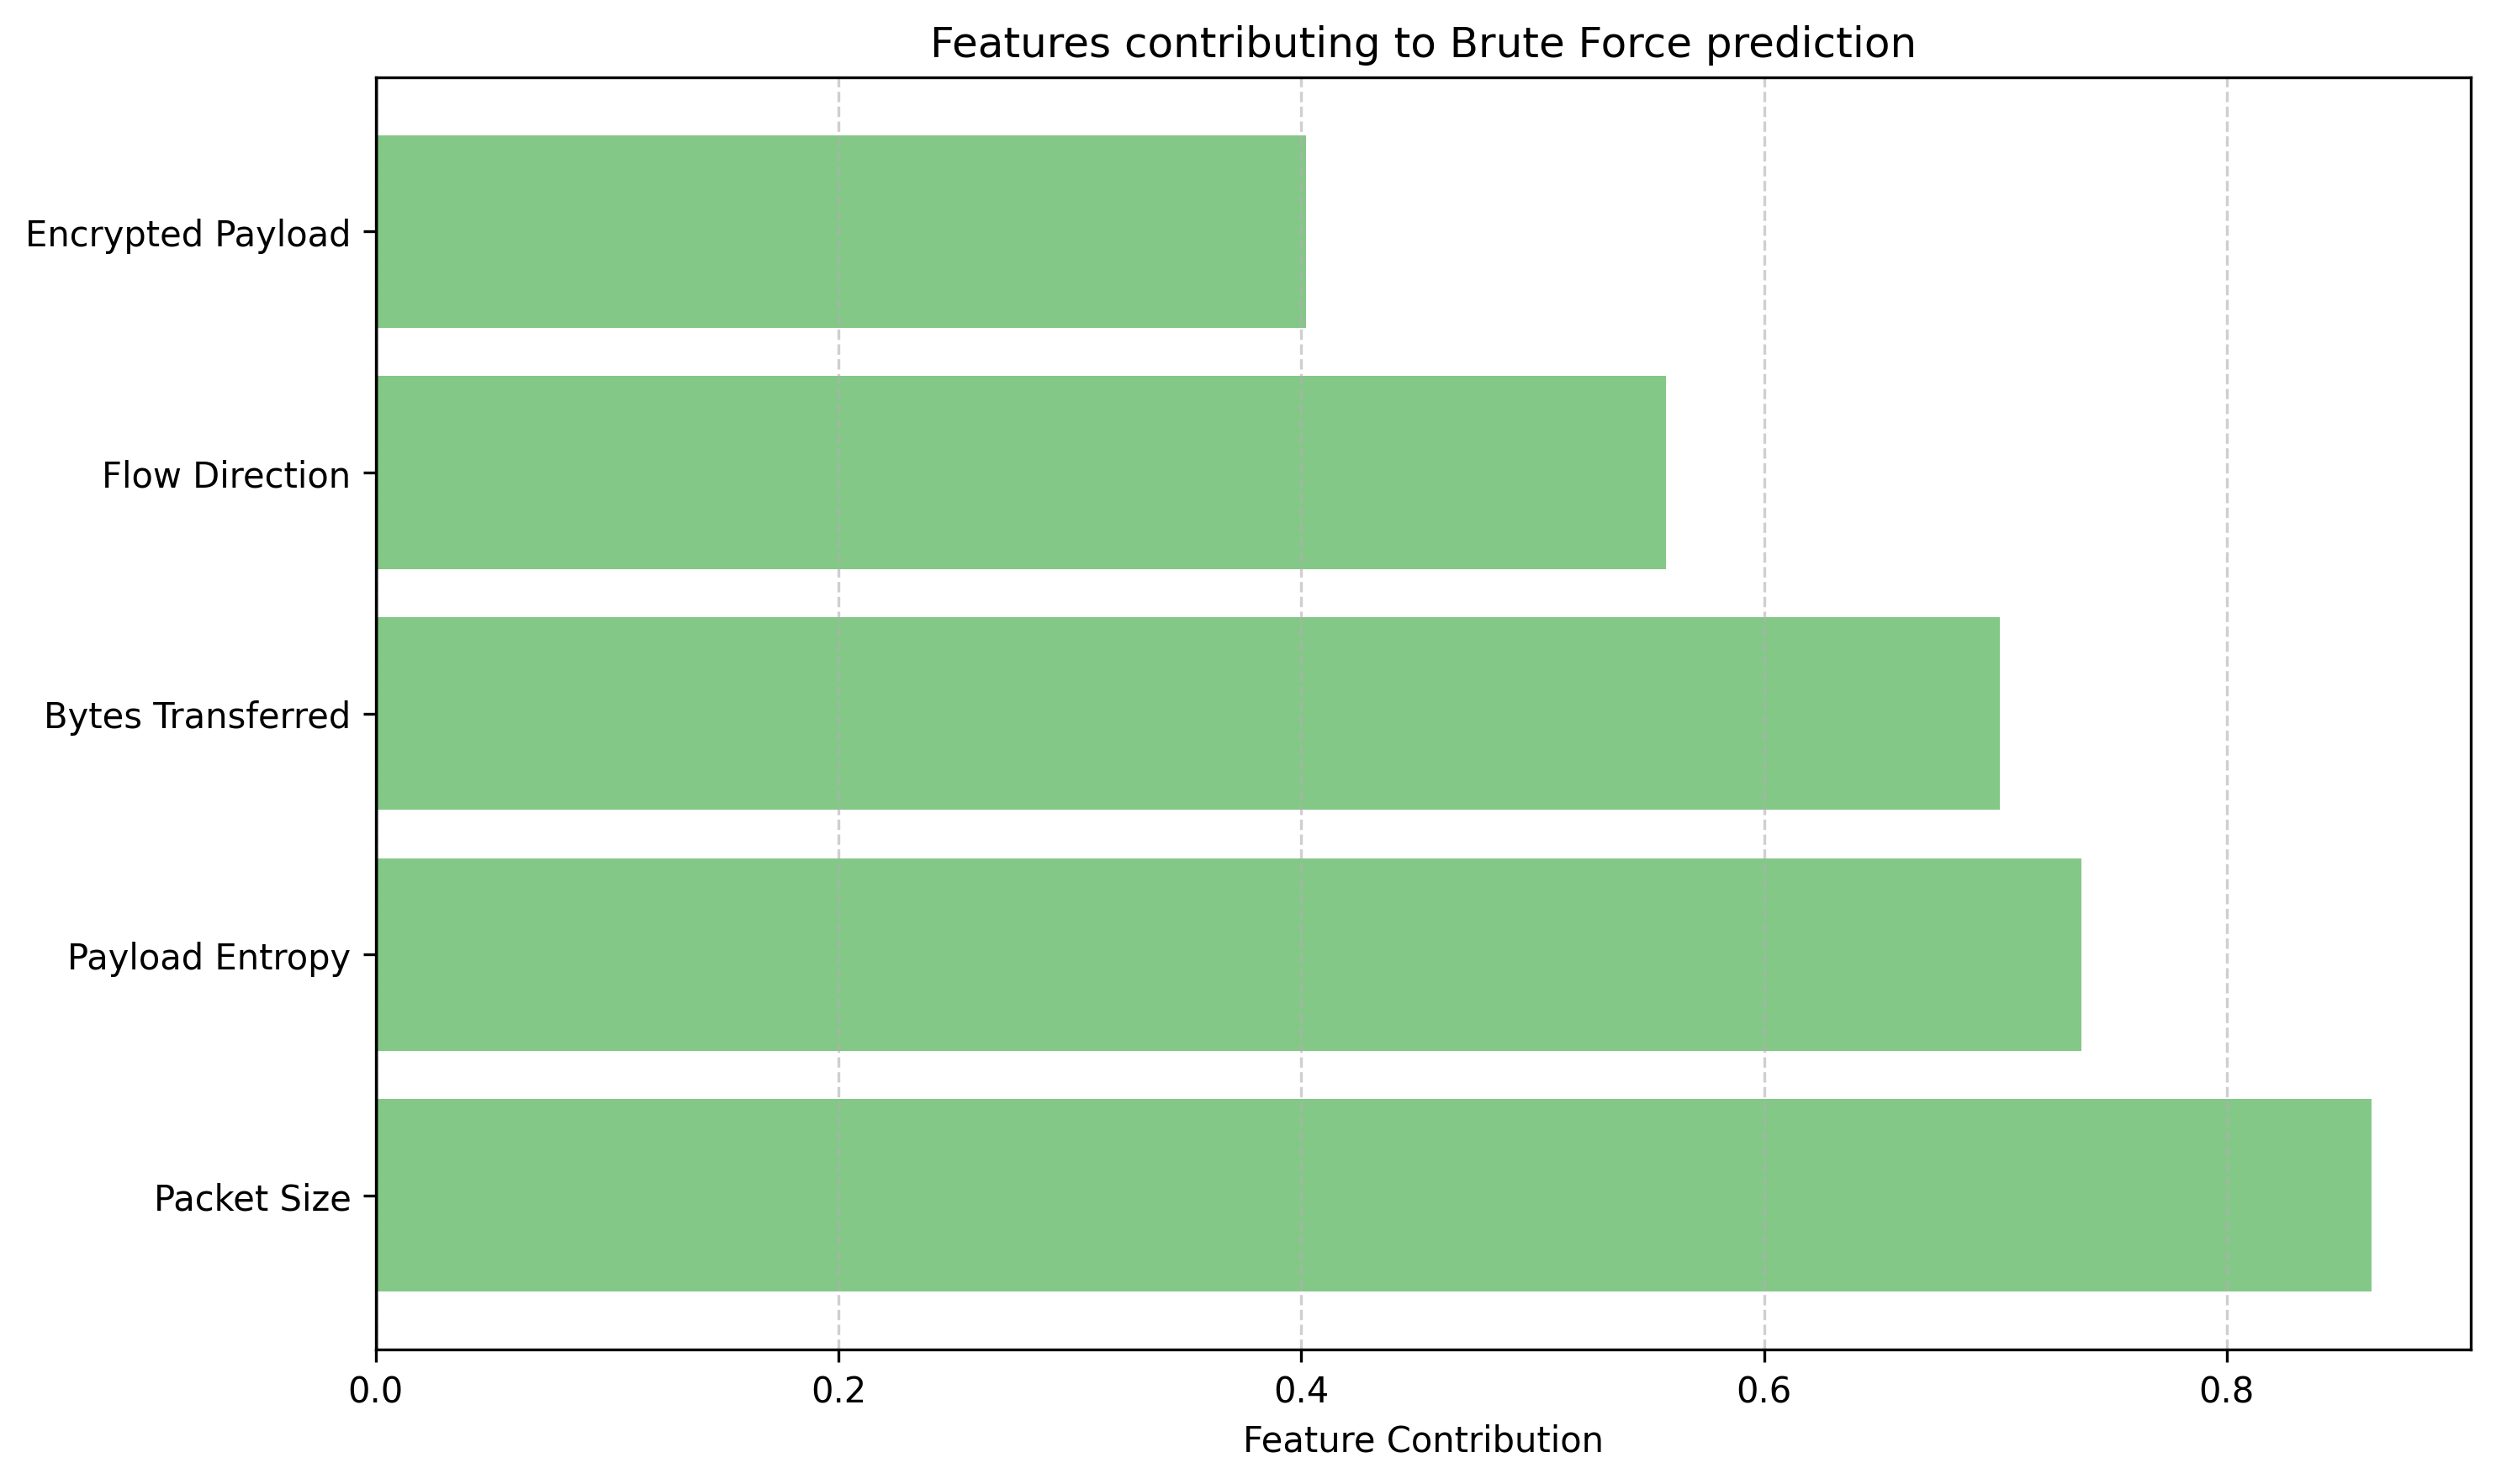 Features contributing to Brute Force prediction
Encrypted Payload
Flow Direction
Bytes Transferred
Payload Entropy
Packet Size
0.0 0.2 0.4 0.6 0.8
Feature Contribution